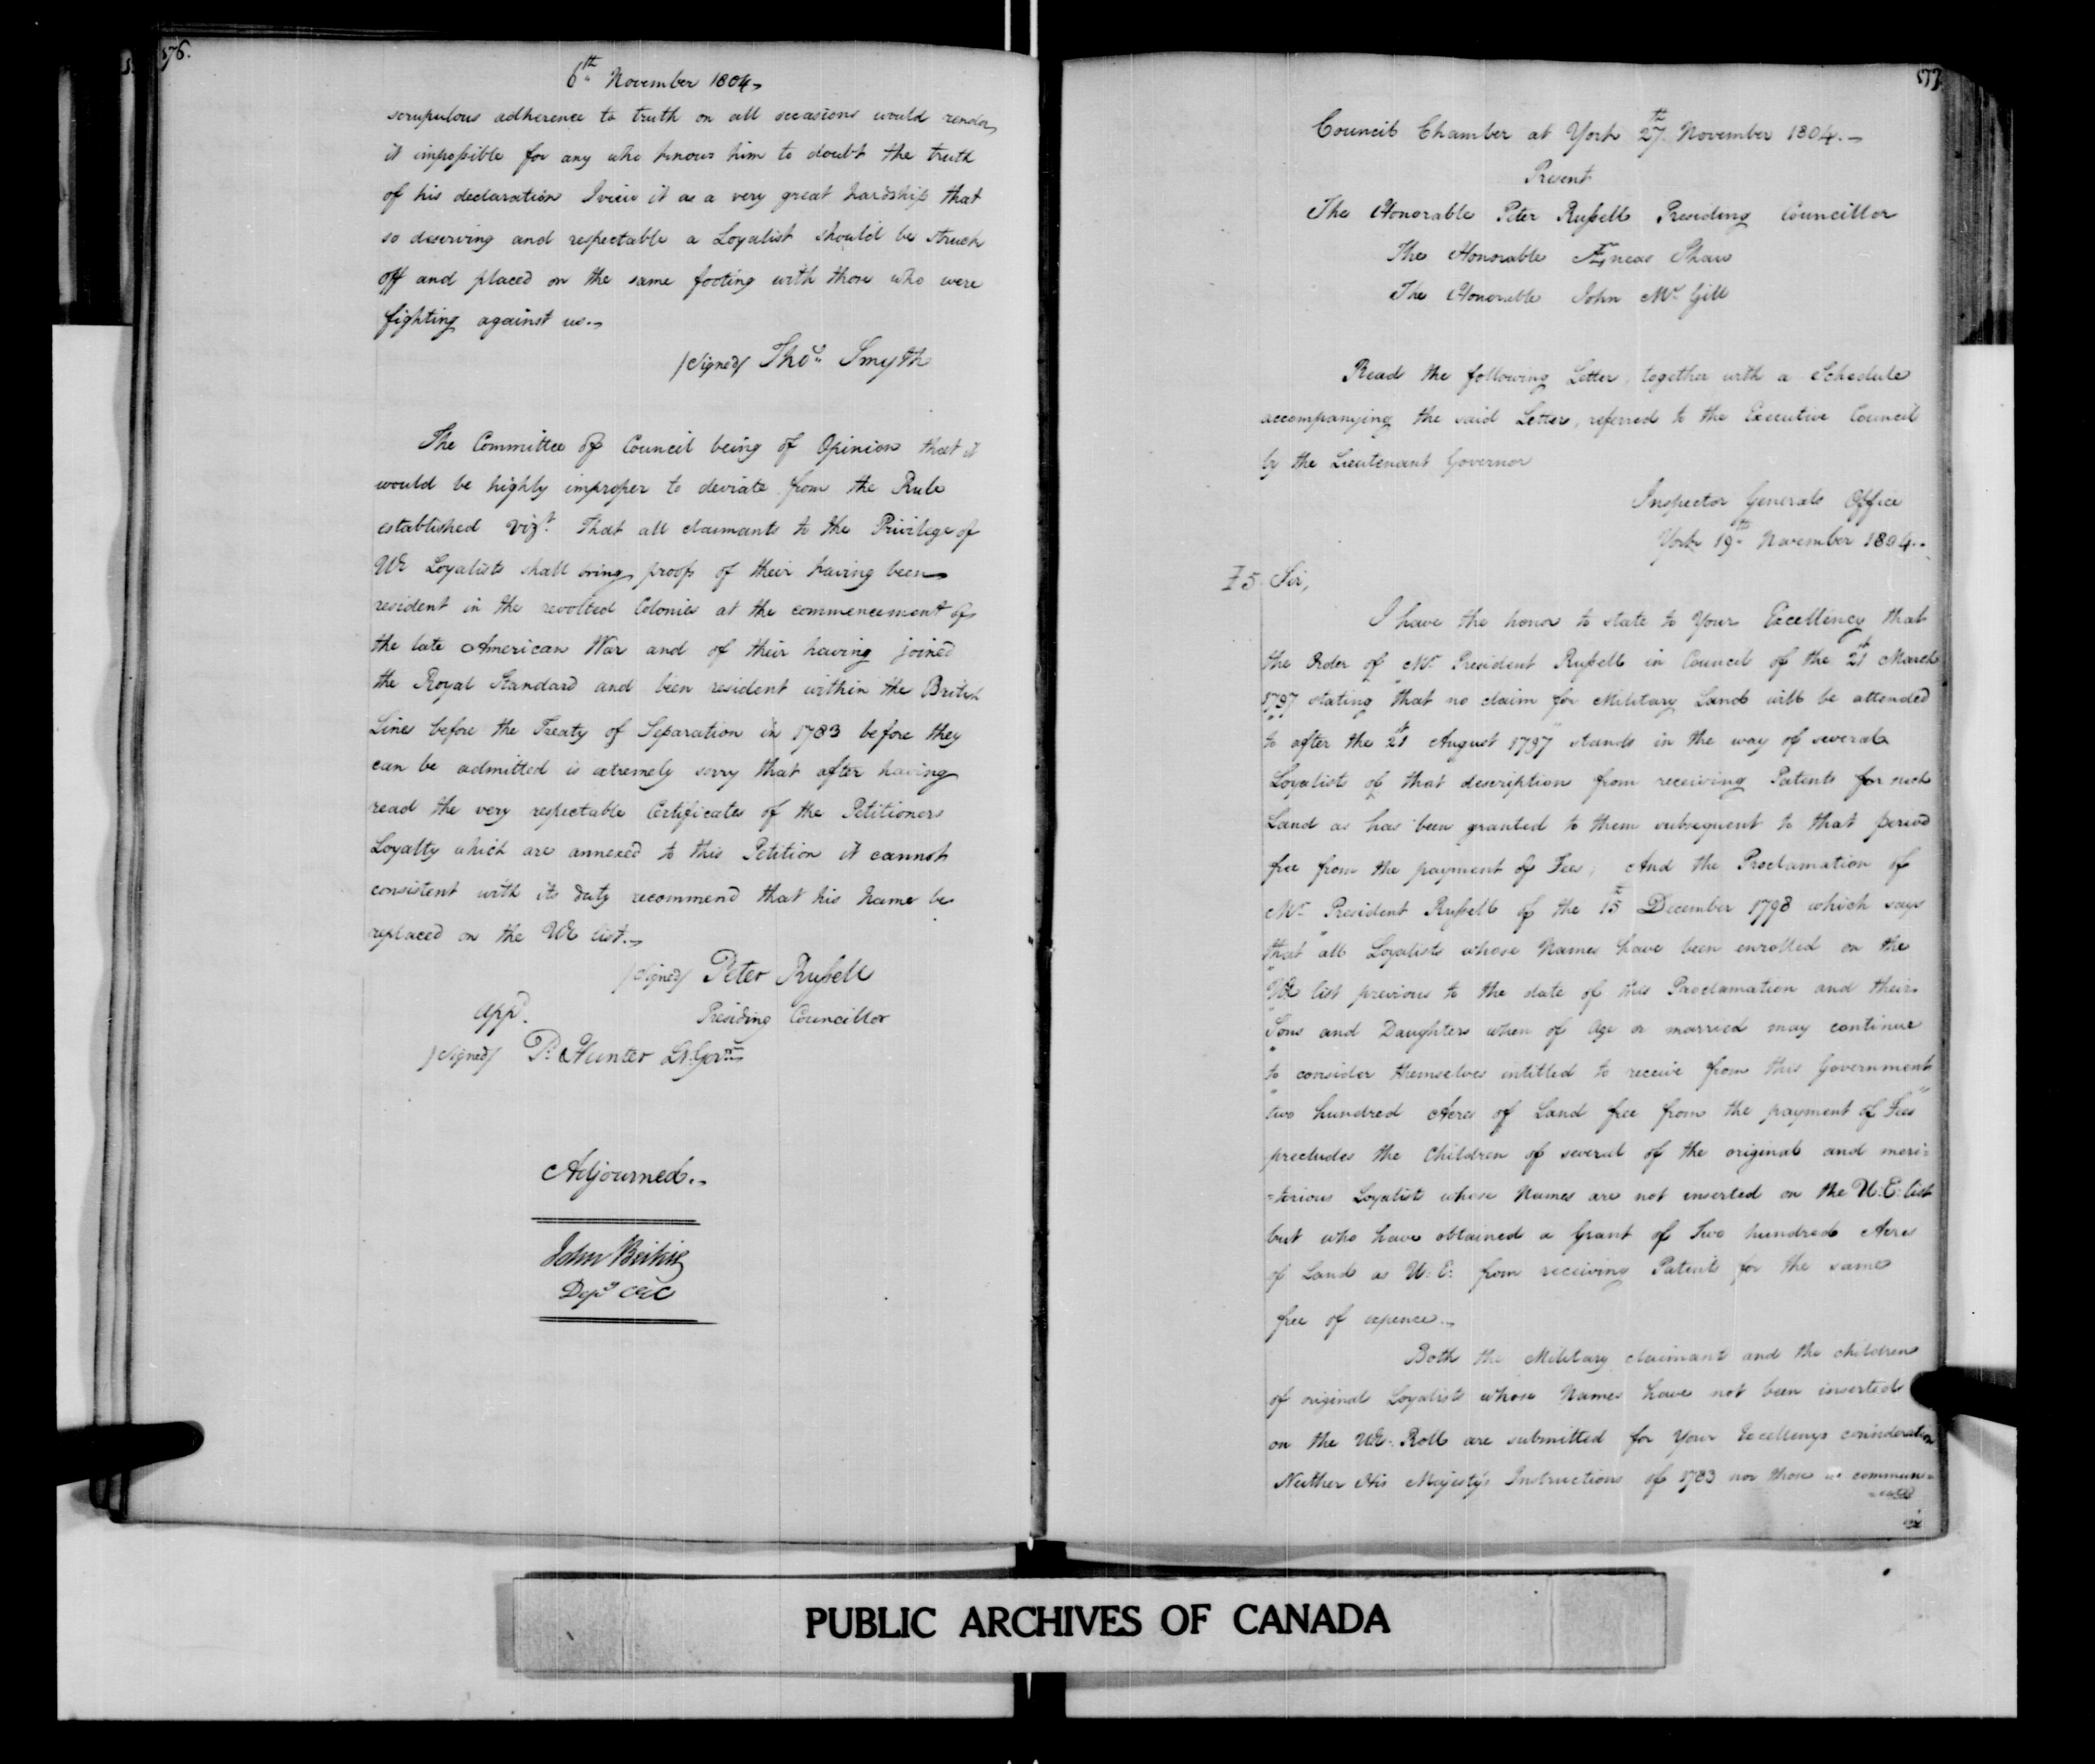 576.
6th November 1804
scrupulous adherence to truth on all occasions would render
it impossible for any who knows him to doubt the truth
of his declaration I view it as a very great hardship that
so deserving and respectable a Loyalist should be struck
off and placed on the same footing with those who were
fighting against us.
/signed/ Thos. Smyth
The Committee of Council being of Opinion that it
would be highly improper to deviate from the Rule
established Vizt. That all claimants to the Privilege of
UE Loyalists shall bring proofs of their having been
resident in the revolted Colonies at the commencement of
the late American War and of their having joined
the Royal Standard and been resident within the British
Lines before the Treaty of Separation in 1783 before they
can be admitted is extremely sorry that after having
read the very respectable Certificates of the Petitioners
Loyalty which are annexed to this Petition it cannot
consistent with its duty recommend that his Name be
replaced on the UE list.
/signed/ Peter Russell
Presiding Councillor
App'd.
/signed/ P: Hunter Lt. Govr.
Adjourned.
John Beikie
Depy CEC
577
Council Chamber at York 27th November 1804.
Present
The Honorable Peter Russell Presiding Councillor
The Honorable Æneas Shaw
The Honorable John McGill
Read the following Letter, together with a Schedule
accompanying the said Letter, referred to the Executive Council
by the Lieutenant Governor
Inspector Generals Office
York 19th November 1804.
5 Sir,
I have the honor to state to Your Excellency that
the Order of Mr President Russell in Council of the 21st March
1797 stating "that no claim for Military Lands will be attended
" to after the 21st August 1797" stands in the way of several
Loyalists of that description from receiving Patents for such
Land as has been granted to them subsequent to that period
free from the payment of Fees; And the Proclamation of
Mr President Russell of the 15th December 1798 which says
"that all Loyalists whose Names have been enrolled on the
" UE list previous to the date of this Proclamation and their
" Sons and Daughters when of Age or married may continue
" to consider themselves entitled to receive from this Government
" two hundred Acres of Land free from the payment of Fees"
precludes the Children of several of the original and meri=
=torious Loyalists whose Names are not inserted on the U:E: list
but who have obtained a Grant of Two hundred Acres
of Land as U:E: from receiving Patents for the same
free of expence.
Both the Military claimant and the children
of original Loyalists whose Names have not been inserted
on the UE. Roll are submitted for Your Excellencys consideration
Neither His Majesty's Instructions of 1783 nor those as communi=
=cated
PUBLIC ARCHIVES OF CANADA